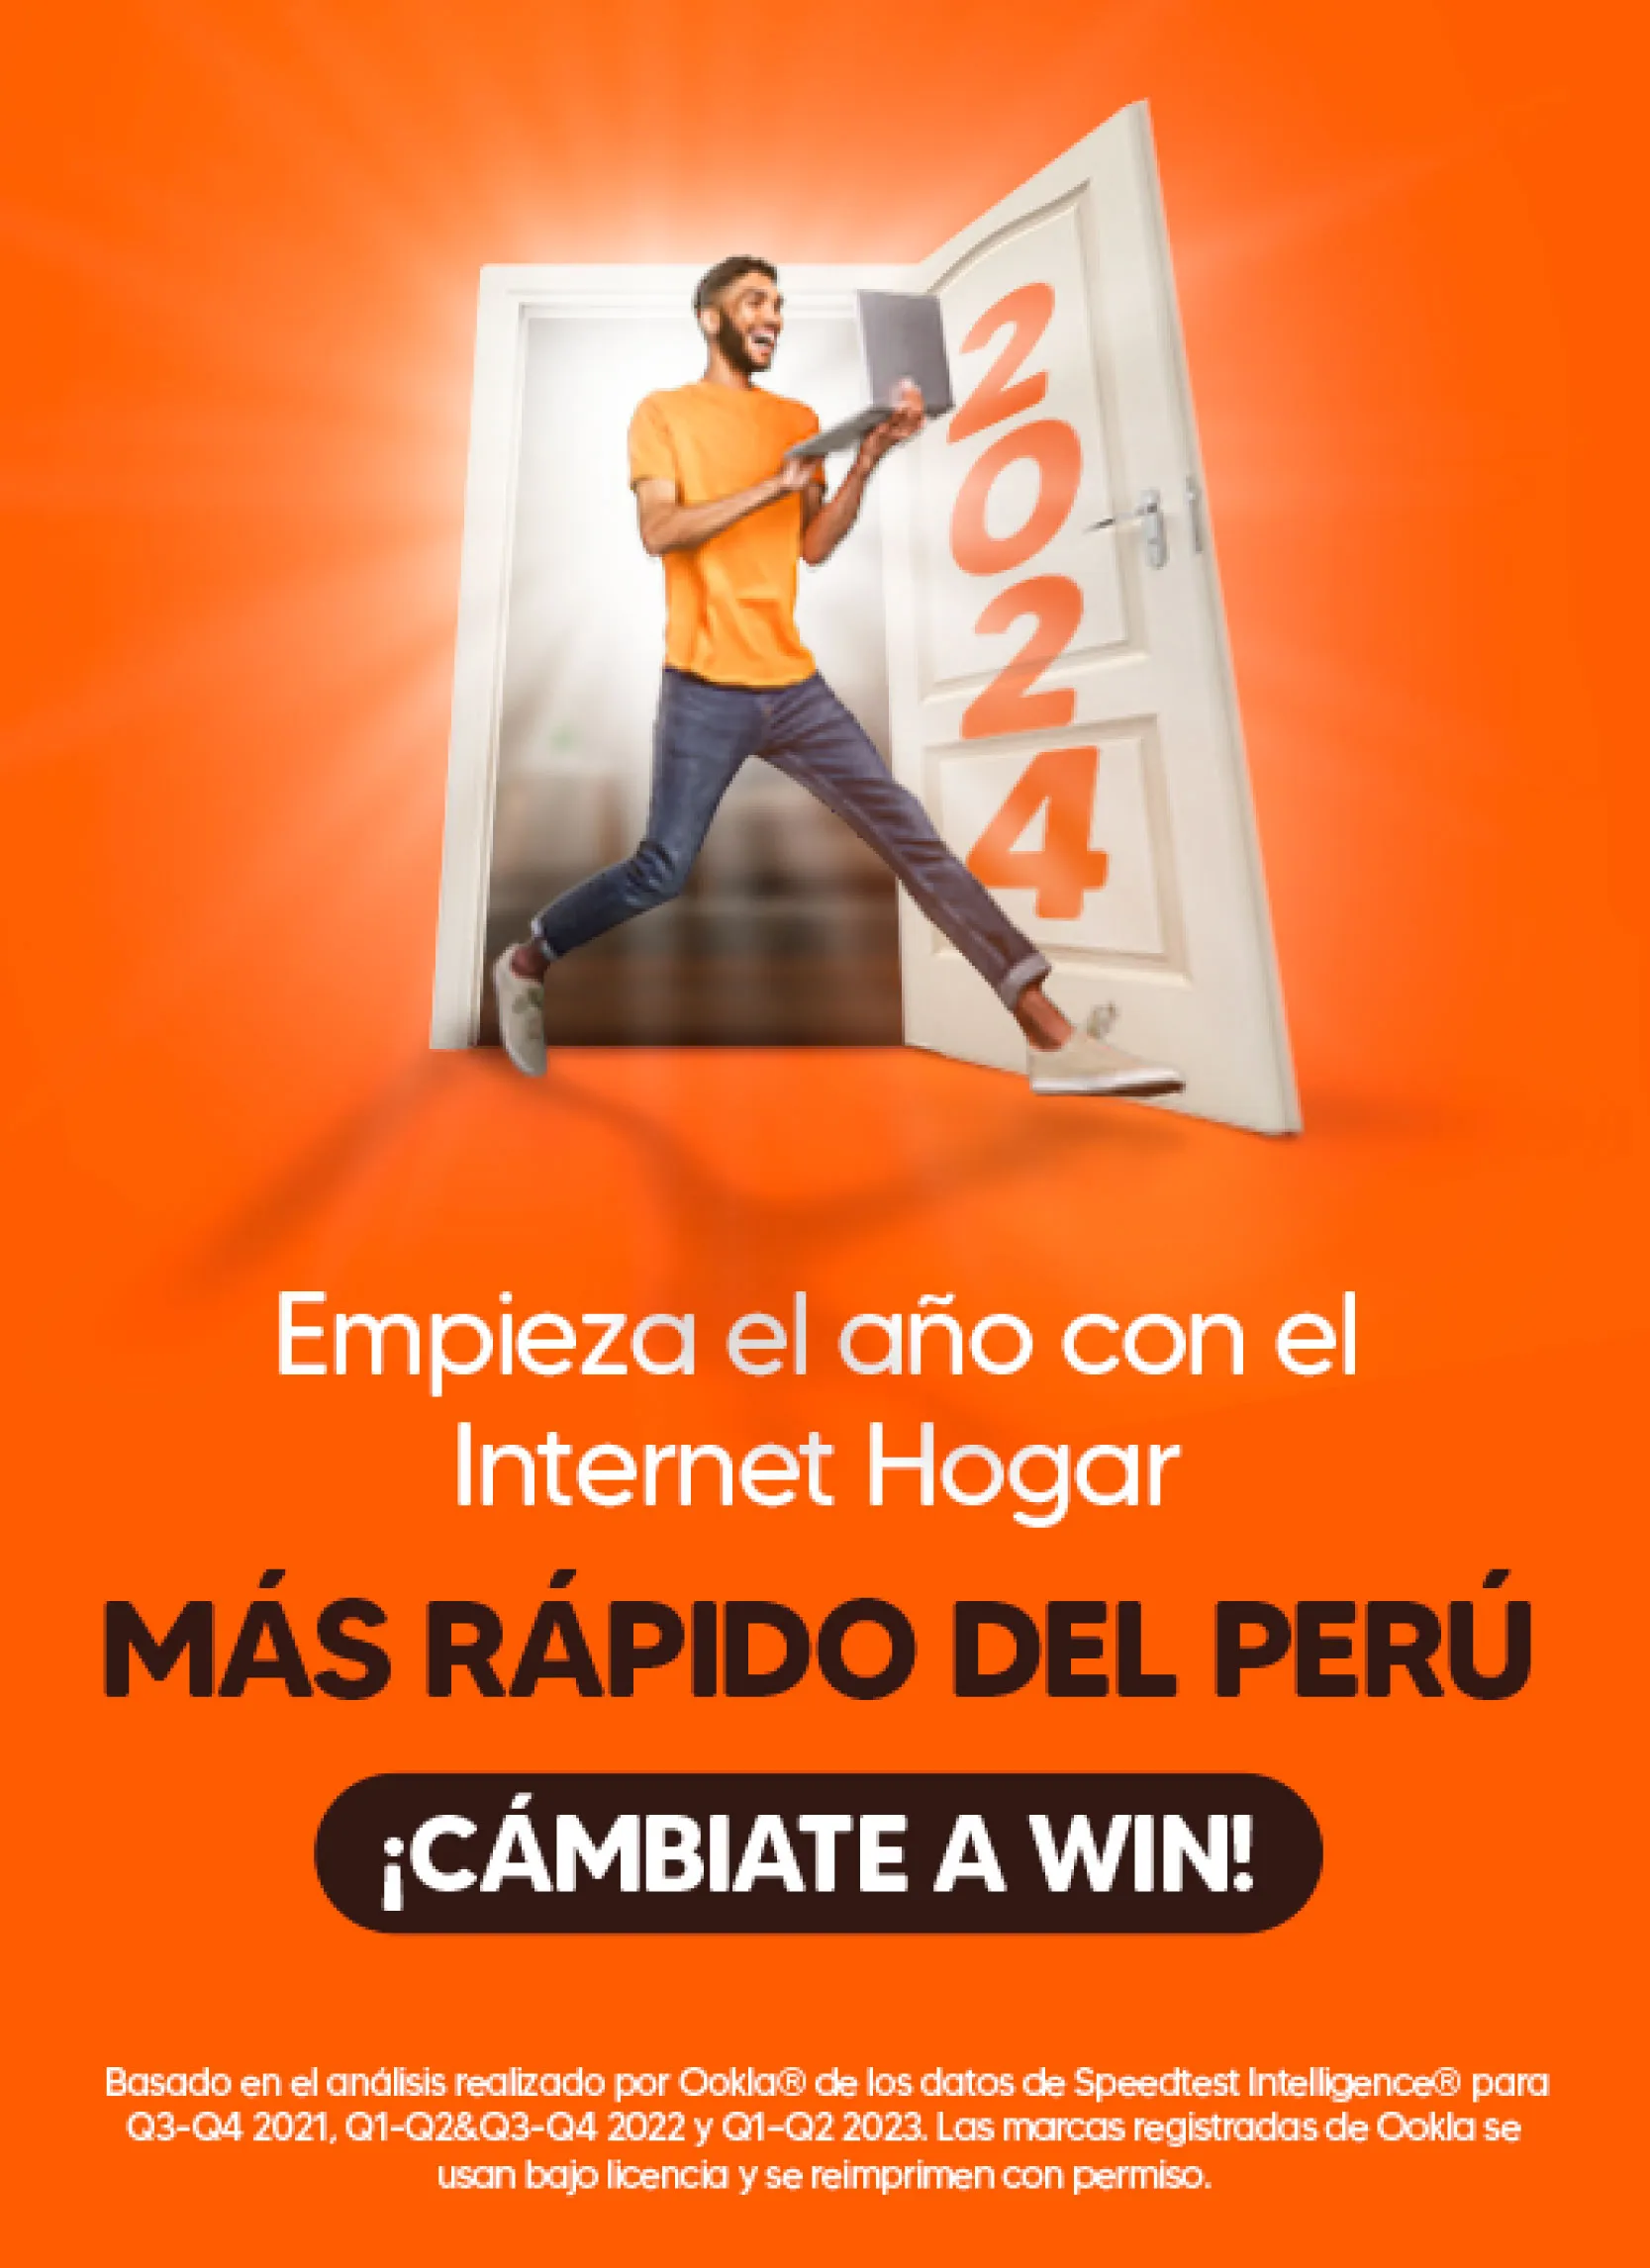 2024
Empieza el año con el
Internet Hogar
MÁS RÁPIDO DEL PERÚ
¡CÁMBIATE A WIN!
Basado en el análisis realizado por Ookla® de los datos de Speedtest Intelligence® para
Q3-Q4 2021, Q1-Q2&Q3-Q4 2022 y Q1-Q2 2023. Las marcas registradas de Ookla se
usan bajo licencia y se reimprimen con permiso.